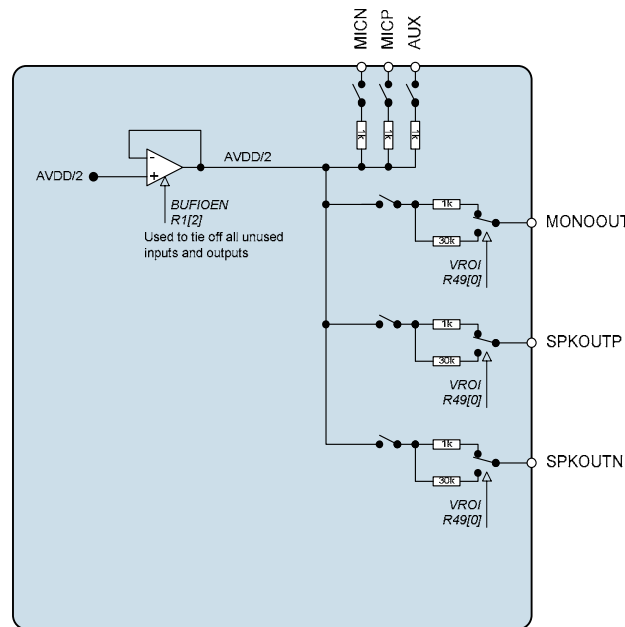 MICN
MICP
AUX
1k
1k
1k
AVDD/2
AVDD/2
-
+
BUFIOEN
R1[2]
Used to tie off all unused
inputs and outputs
1k
30k
MONOOUT
VROI
R49[0]
1k
30k
SPKOUTP
VROI
R49[0]
1k
30k
SPKOUTN
VROI
R49[0]